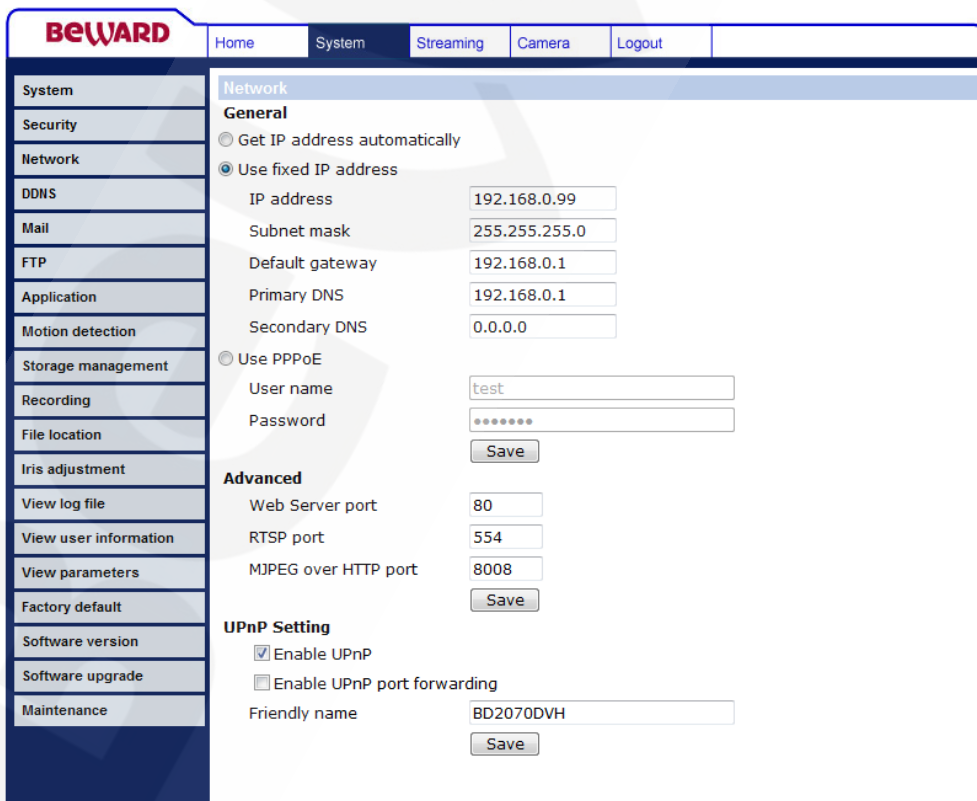 BEWARD
Home System Streaming Camera Logout
System
Security
Network
DDNS
Mail
FTP
Application
Motion detection
Storage management
Recording
File location
Iris adjustment
View log file
View user information
View parameters
Factory default
Software version
Software upgrade
Maintenance
Network
General
Get IP address automatically
Use fixed IP address
IP address 192.168.0.99
Subnet mask 255.255.255.0
Default gateway 192.168.0.1
Primary DNS 192.168.0.1
Secondary DNS 0.0.0.0
Use PPPoE
User name test
Password •••••••
Save
Advanced
Web Server port 80
RTSP port 554
MJPEG over HTTP port 8008
Save
UPnP Setting
Enable UPnP
Enable UPnP port forwarding
Friendly name BD2070DVH
Save